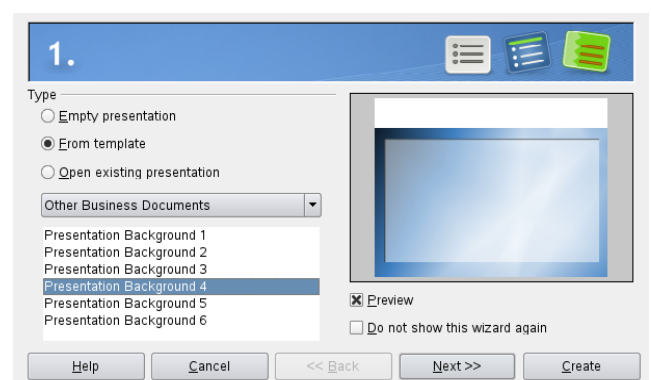 1.
Type
Empty presentation
From template
Open existing presentation
Other Business Documents
Presentation Background 1
Presentation Background 2
Presentation Background 3
Presentation Background 4
Presentation Background 5
Presentation Background 6
Preview
Do not show this wizard again
Help
Cancel
<< Back
Next >>
Create